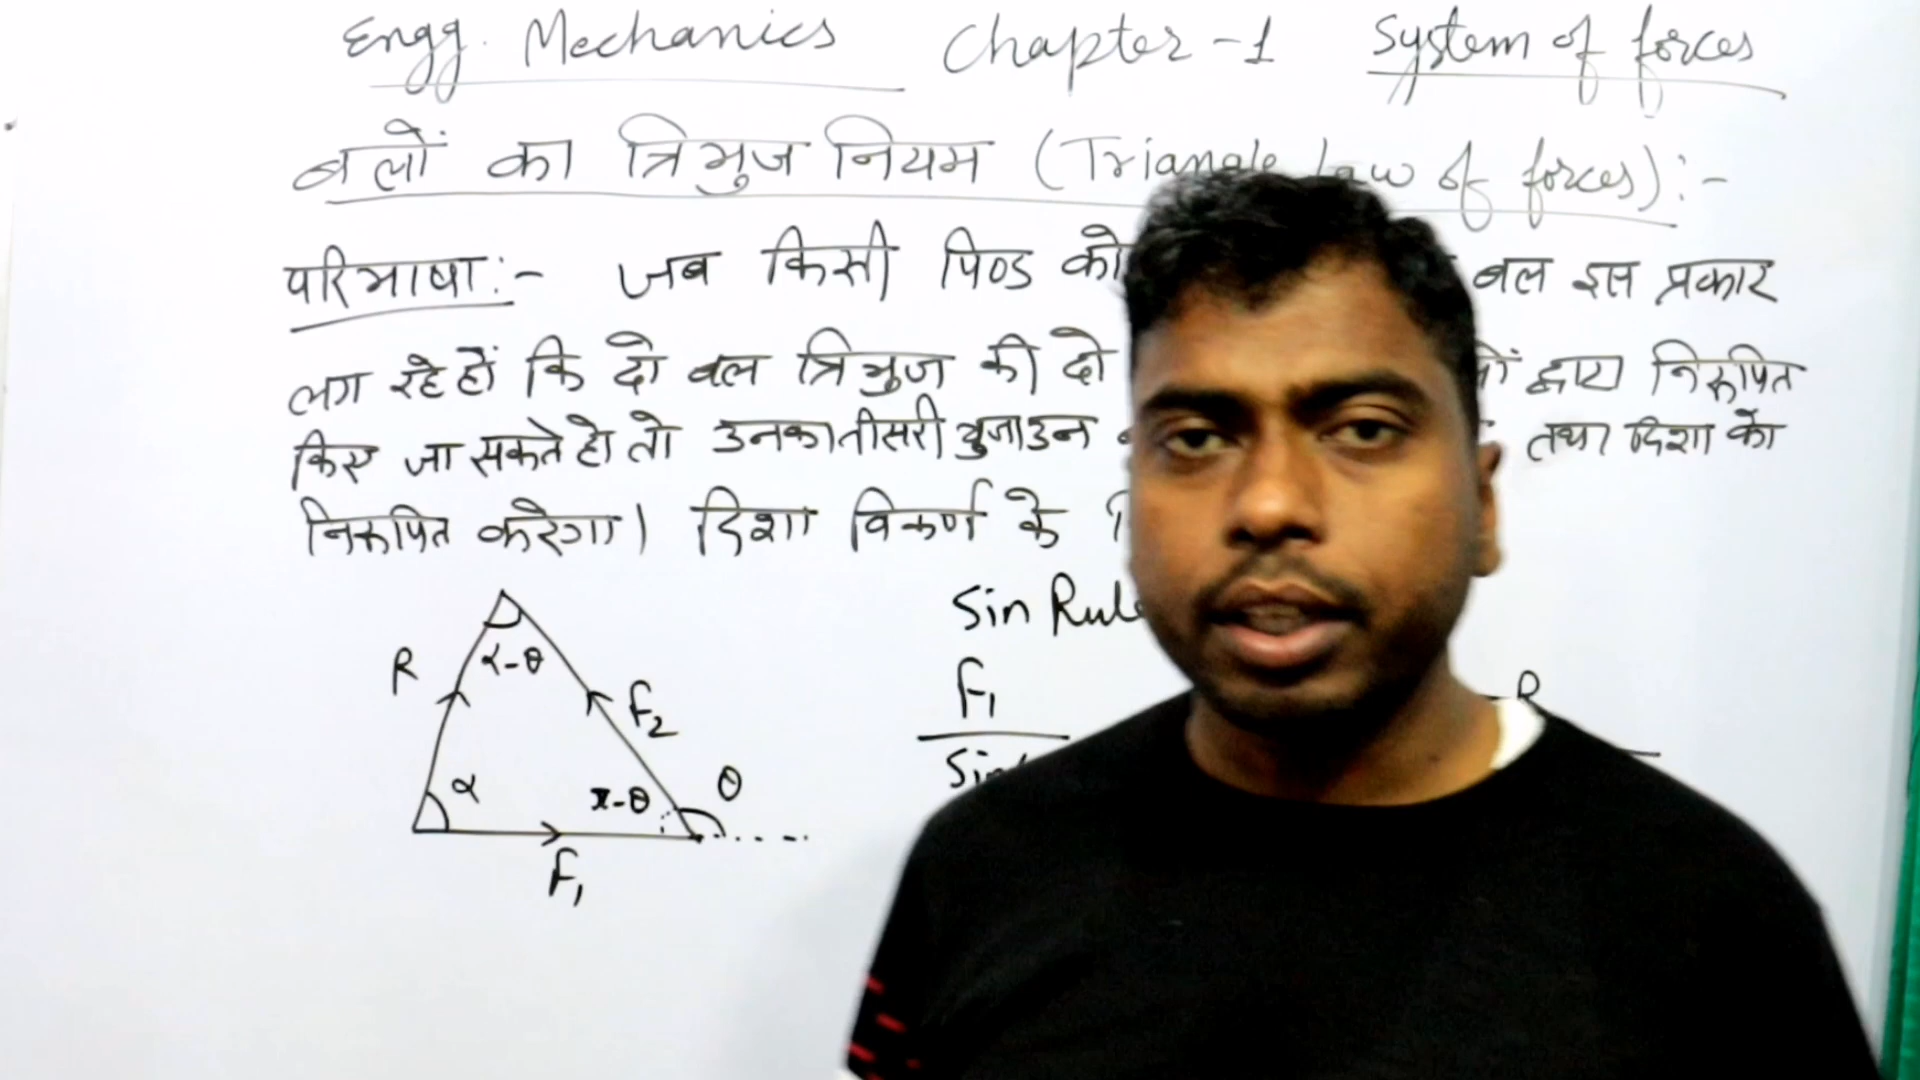 Engg. Mechanics Chapter-1 System of forces
बलों का त्रिभुज नियम (Triangle Law of forces):-
परिभाषा:- जब किसी पिण्ड को बल इस प्रकार
लग रहे हों कि दो बल त्रिभुज की दो द्वारा निरूपित
किए जा सकते हो तो उनका तीसरी भुजा उन तथा दिशा को
निरूपित करेगा। दिशा विकर्ण के
Sin Rule
R α-θ F₂
F₁ R
α π-θ θ
Sin
F₁